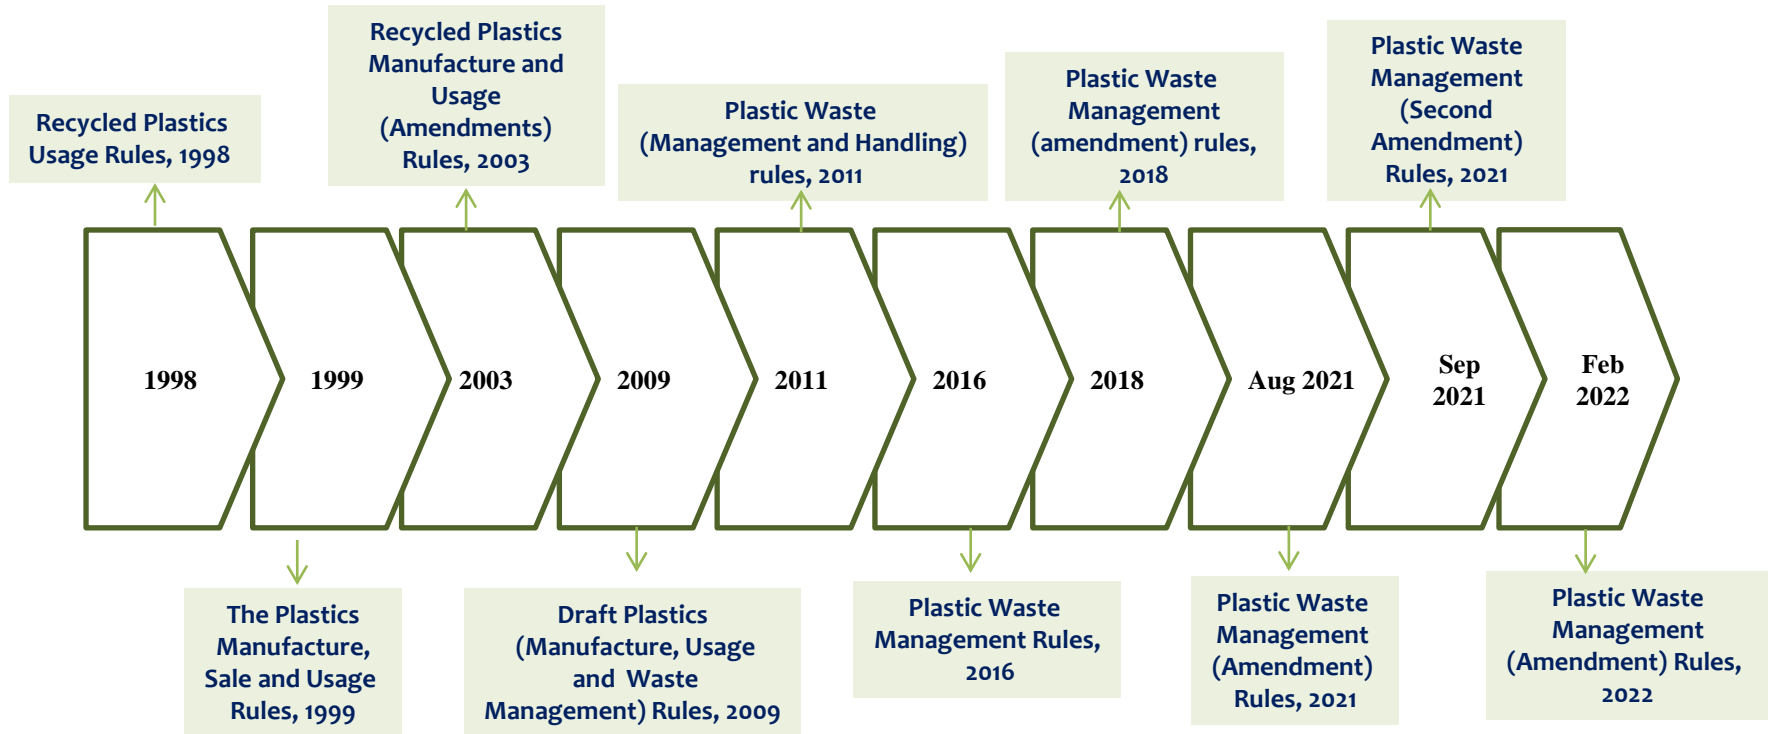 Recycled Plastics
Usage Rules, 1998
Recycled Plastics
Manufacture and
Usage
(Amendments)
Rules, 2003
Plastic Waste
(Management and Handling)
rules, 2011
Plastic Waste
Management
(amendment) rules,
2018
Plastic Waste
Management
(Second
Amendment)
Rules, 2021
1998
1999
2003
2009
2011
2016
2018
Aug 2021
Sep
2021
Feb
2022
The Plastics
Manufacture,
Sale and Usage
Rules, 1999
Draft Plastics
(Manufacture, Usage
and Waste
Management) Rules, 2009
Plastic Waste
Management Rules,
2016
Plastic Waste
Management
(Amendment)
Rules, 2021
Plastic Waste
Management
(Amendment) Rules,
2022